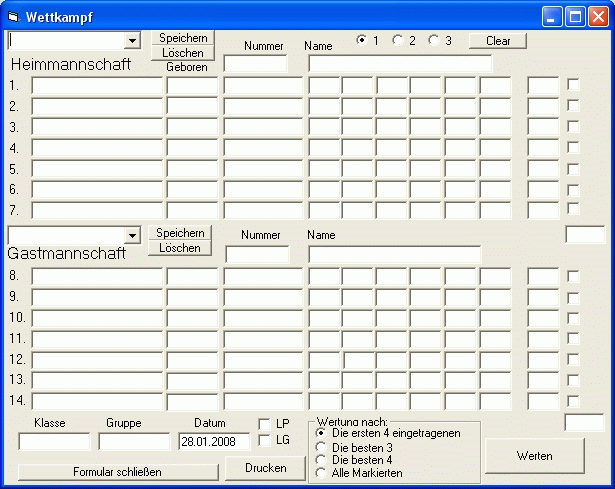 Wettkampf
Speichern
Löschen
Geboren
Nummer
Name
1 2 3
Clear
Heimmannschaft
1.
2.
3.
4.
5.
6.
7.
Speichern
Löschen
Nummer
Name
Gastmannschaft
8.
9.
10.
11.
12.
13.
14.
Klasse
Gruppe
Datum
28.01.2008
LP
LG
Wertung nach:
Die ersten 4 eingetragenen
Die besten 3
Die besten 4
Alle Markierten
Werten
Formular schließen
Drucken